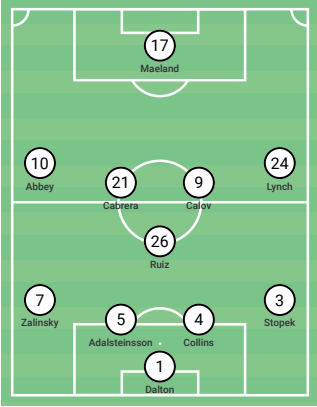 17
Maeland
10
Abbey
21
Cabrera
9
Calov
24
Lynch
26
Ruiz
7
Zalinsky
5
Adalsteinsson
4
Collins
3
Stopek
1
Dalton